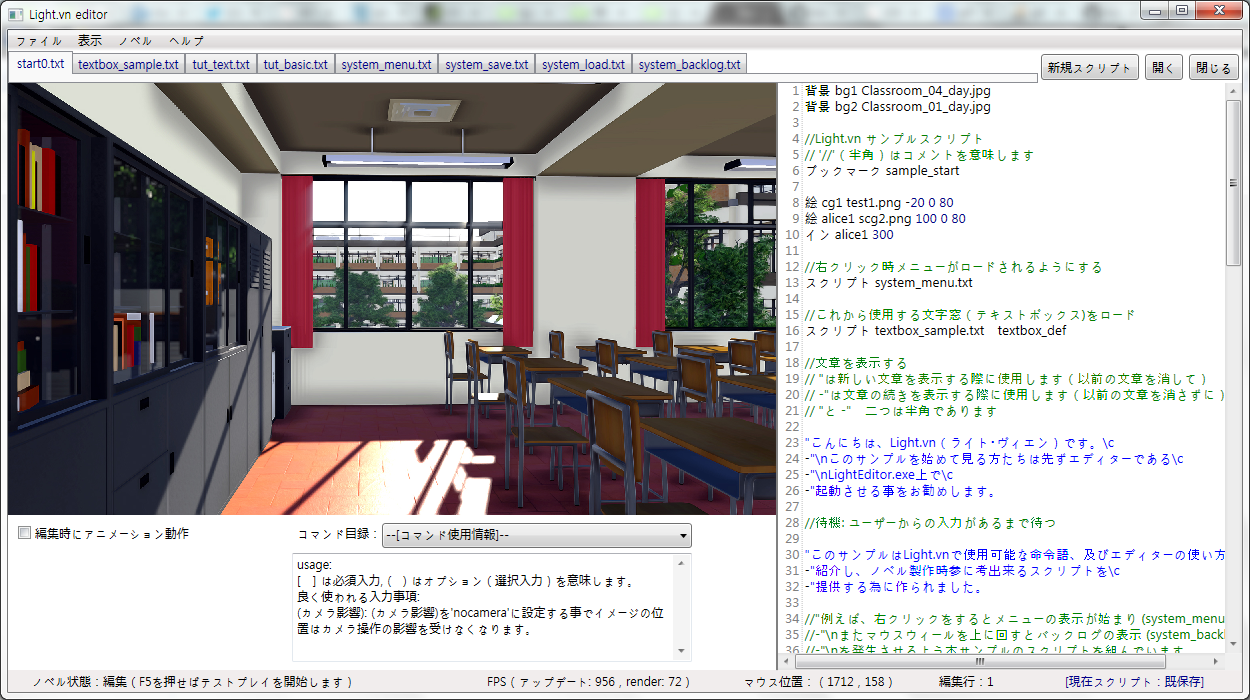 Light.vn editor
ファイル 表示 ノベル ヘルプ
start0.txt textbox_sample.txt tut_text.txt tut_basic.txt system_menu.txt system_save.txt system_load.txt system_backlog.txt
新規スクリプト 開く 閉じる
1 背景 bg1 Classroom_04_day.jpg
2 背景 bg2 Classroom_01_day.jpg
3
4 //Light.vn サンプルスクリプト
5 // '//' ( 半角 ) はコメントを意味します
6 ブックマーク sample_start
7
8 絵 cg1 test1.png -20 0 80
9 絵 alice1 scg2.png 100 0 80
10 イン alice1 300
11
12 //右クリック時メニューがロードされるようにする
13 スクリプト system_menu.txt
14
15 //これから使用する文字窓 ( テキストボックス)をロード
16 スクリプト textbox_sample.txt textbox_def
17
18 //文章を表示する
19 // "は新しい文章を表示する際に使用します ( 以前の文章を消して )
20 // -"は文章の続きを表示する際に使用します ( 以前の文章を消さずに )
21 // "と -" 二つは半角であります
22
23 "こんにちは、Light.vn ( ライト・ヴィエン ) です。\c
24 -"\nこのサンプルを始めて見る方たちは先ずエディターである\c
25 -"\nLightEditor.exe上で\c
26 -"起動させる事をお勧めします。
27
28 //待機: ユーザーからの入力があるまで待つ
29
30 "このサンプルはLight.vnで使用可能な命令語、及びエディターの使い方
31 -"紹介し、ノベル製作時参に考出来るスクリプトを\c
32 -"提供する為に作られました。
33
34 //"例えば、右クリックをするとメニューの表示が始まり (system_menu
35 //-"\nまたマウスウィールを上に回すとバックログの表示 (system_back
36 //-"\nを発生させるよう本サンプルのスクリプトを組んでいます
編集時にアニメーション動作
コマンド目録 : --[コマンド使用情報]--
usage:
[ ] は必須入力, ( ) はオプション ( 選択入力 ) を意味します。
良く使われる入力事項:
(カメラ影響): (カメラ影響)を'nocamera'に設定する事でイメージの位
置はカメラ操作の影響を受けなくなります。
ノベル状態 : 編集 ( F5を押せばテストプレイを開始します ) FPS ( アップデート: 956 , render: 72 ) マウス位置 : ( 1712 , 158 ) 編集行 : 1 [現在スクリプト : 既保存]